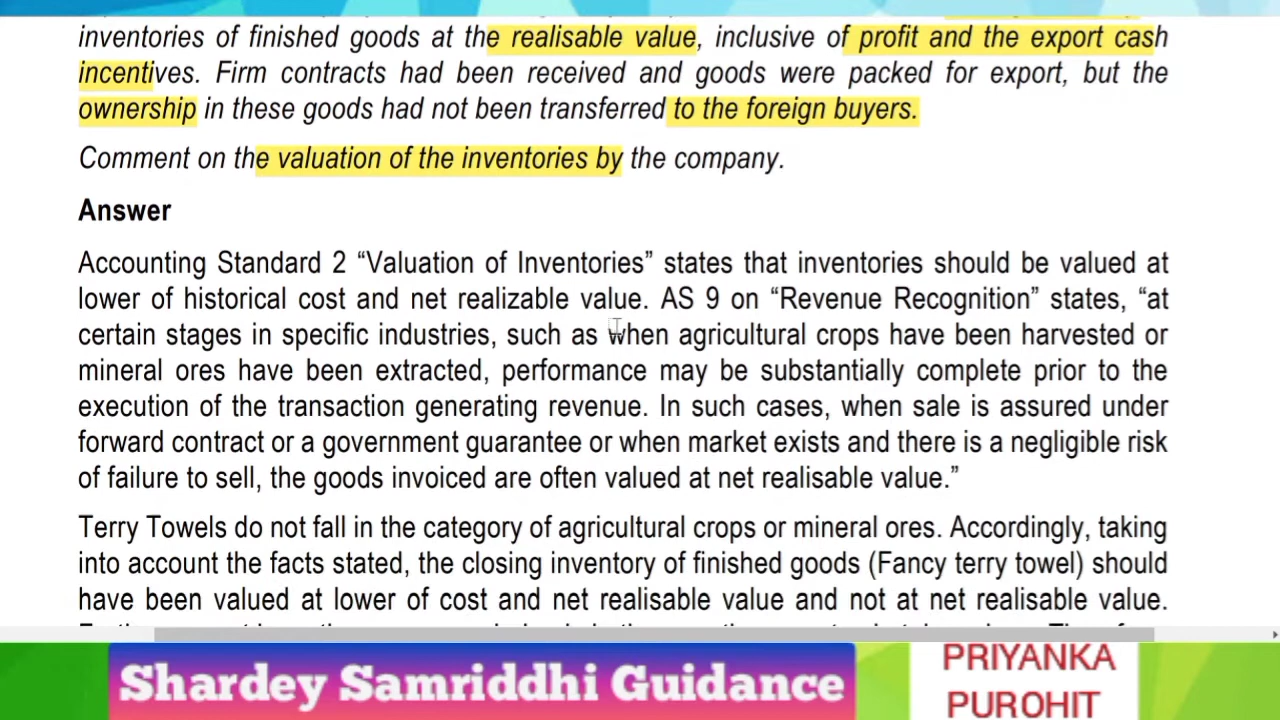 inventories of finished goods at the realisable value, inclusive of profit and the export cash
incentives. Firm contracts had been received and goods were packed for export, but the
ownership in these goods had not been transferred to the foreign buyers.
Comment on the valuation of the inventories by the company.
Answer
Accounting Standard 2 “Valuation of Inventories” states that inventories should be valued at
lower of historical cost and net realizable value. AS 9 on “Revenue Recognition” states, “at
certain stages in specific industries, such as when agricultural crops have been harvested or
mineral ores have been extracted, performance may be substantially complete prior to the
execution of the transaction generating revenue. In such cases, when sale is assured under
forward contract or a government guarantee or when market exists and there is a negligible risk
of failure to sell, the goods invoiced are often valued at net realisable value.”
Terry Towels do not fall in the category of agricultural crops or mineral ores. Accordingly, taking
into account the facts stated, the closing inventory of finished goods (Fancy terry towel) should
have been valued at lower of cost and net realisable value and not at net realisable value.
Shardey Samriddhi Guidance
PRIYANKA
PUROHIT